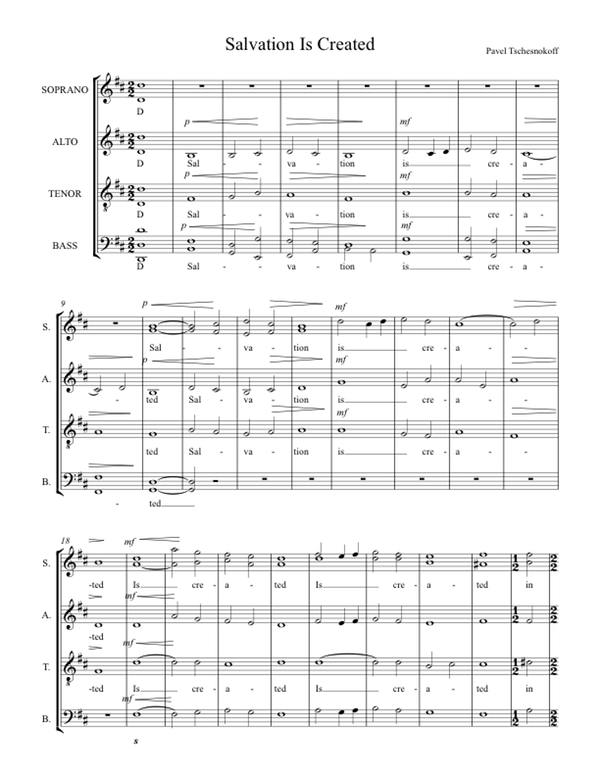 Salvation Is Created
Pavel Tschesnokoff
SOPRANO
D
p
mf
ALTO
D Sal - va - tion is cre - a -
p
mf
TENOR
D Sal - va - tion is cre - a -
p
mf
BASS
D Sal - va - tion is cre - a -
9
p
mf
S.
Sal - va - tion is cre - a -
p
mf
A.
ted Sal - va - tion is cre - a -
mf
T.
ted Sal - va - tion is cre - a -
B.
- ted
18
mf
S.
-ted Is cre - a - ted Is cre - a - ted in
mf
A.
-ted
mf
T.
-ted Is cre - a - ted Is cre - a - ted in
mf
B.
s